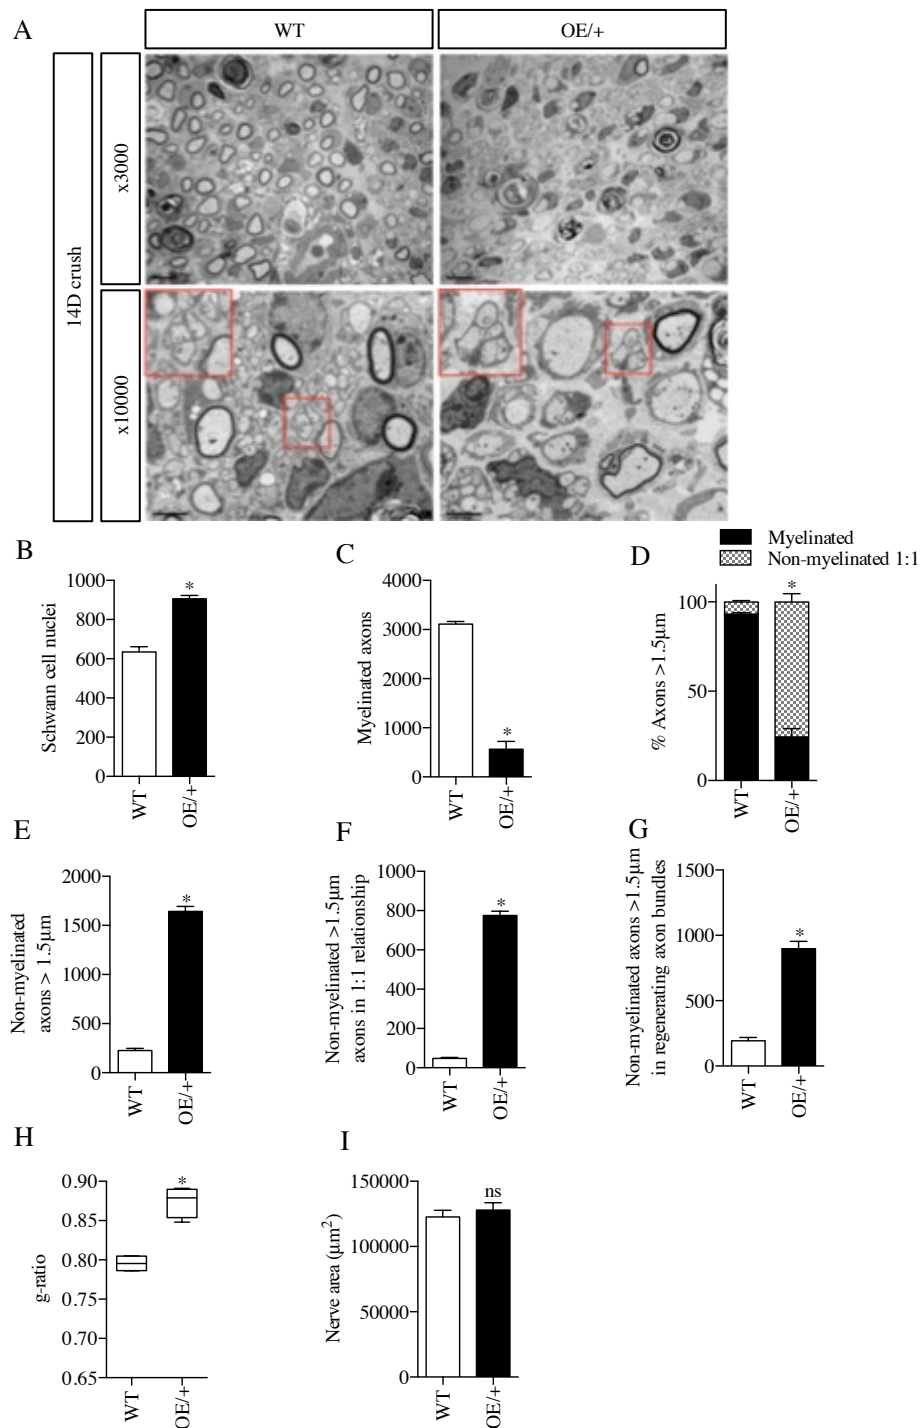 A
WT
OE/+
14D crush
x3000
x10000
B
Schwann cell nuclei
1000
800
600
400
200
0
*
WT
OE/+
C
Myelinated axons
4000
3000
2000
1000
0
*
WT
OE/+
D
Myelinated
Non-myelinated 1:1
% Axons >1.5μm
100
50
0
*
WT
OE/+
E
Non-myelinated
axons > 1.5μm
2000
1500
1000
500
0
*
WT
OE/+
F
Non-myelinated >1.5μm
axons in 1:1 relationship
1000
800
600
400
200
0
*
WT
OE/+
G
Non-myelinated axons >1.5μm
in regenerating axon bundles
1500
1000
500
0
*
WT
OE/+
H
g-ratio
0.90
0.85
0.80
0.75
0.70
0.65
*
WT
OE/+
I
Nerve area (μm²)
150000
100000
50000
0
ns
WT
OE/+